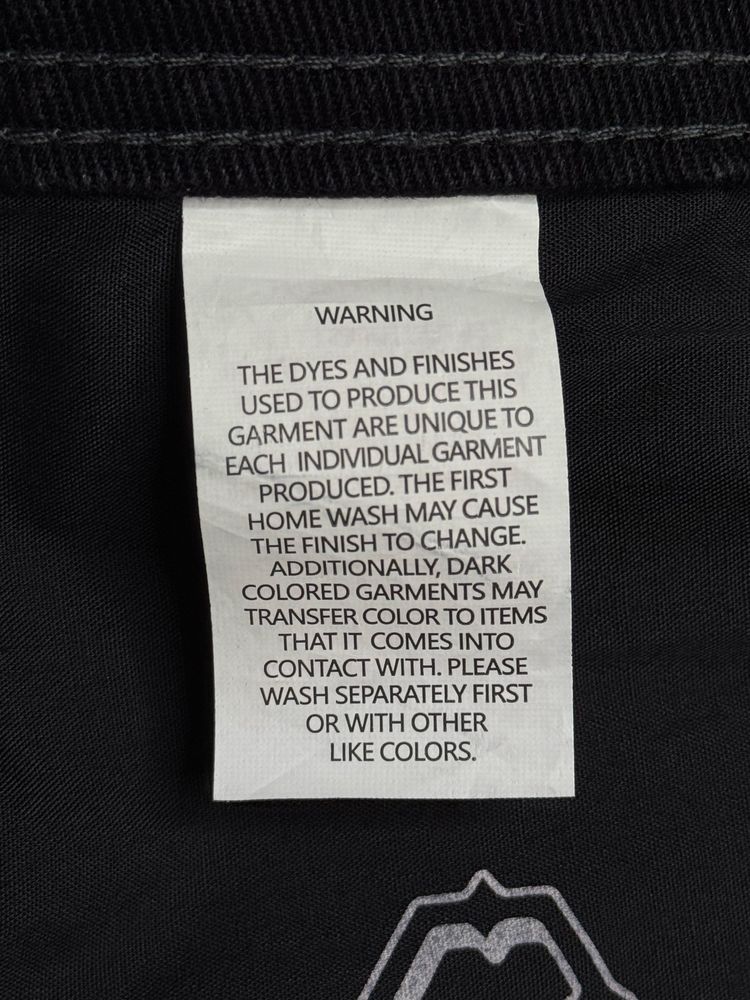 WARNING
THE DYES AND FINISHES
USED TO PRODUCE THIS
GARMENT ARE UNIQUE TO
EACH INDIVIDUAL GARMENT
PRODUCED. THE FIRST
HOME WASH MAY CAUSE
THE FINISH TO CHANGE.
ADDITIONALLY, DARK
COLORED GARMENTS MAY
TRANSFER COLOR TO ITEMS
THAT IT COMES INTO
CONTACT WITH. PLEASE
WASH SEPARATELY FIRST
OR WITH OTHER
LIKE COLORS.